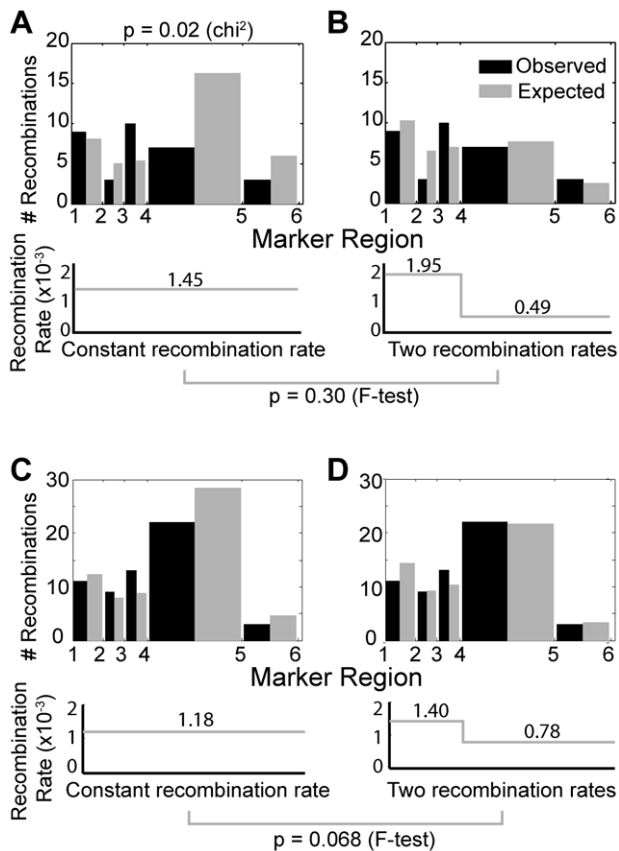 A
p = 0.02 (chi²)
B
Observed
Expected
# Recombinations
20
15
10
5
0
1 2 3 4 5 6
20
15
10
5
0
1 2 3 4 5 6
Marker Region
Recombination
Rate (x10⁻³)
2
1
0
1.45
Constant recombination rate
2
1
0
1.95
0.49
Two recombination rates
p = 0.30 (F-test)
C
D
# Recombinations
30
20
10
0
1 2 3 4 5 6
30
20
10
0
1 2 3 4 5 6
Marker Region
Recombination
Rate (x10⁻³)
2
1
0
1.18
Constant recombination rate
2
1
0
1.40
0.78
Two recombination rates
p = 0.068 (F-test)